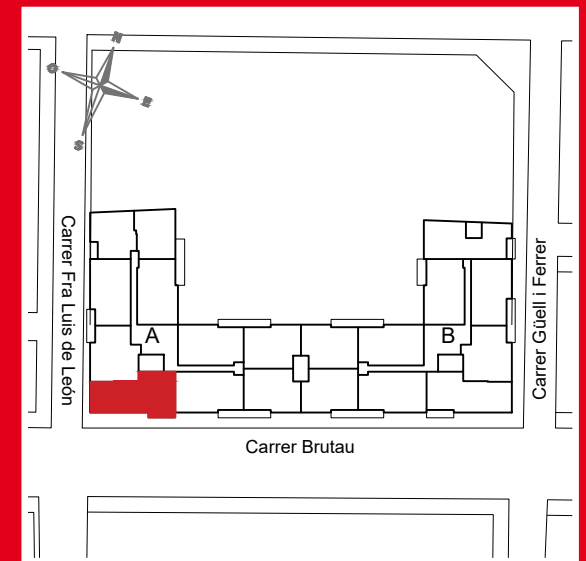 N
O
E
S
Carrer Fra Luis de León
A
B
Carrer Güell i Ferrer
Carrer Brutau